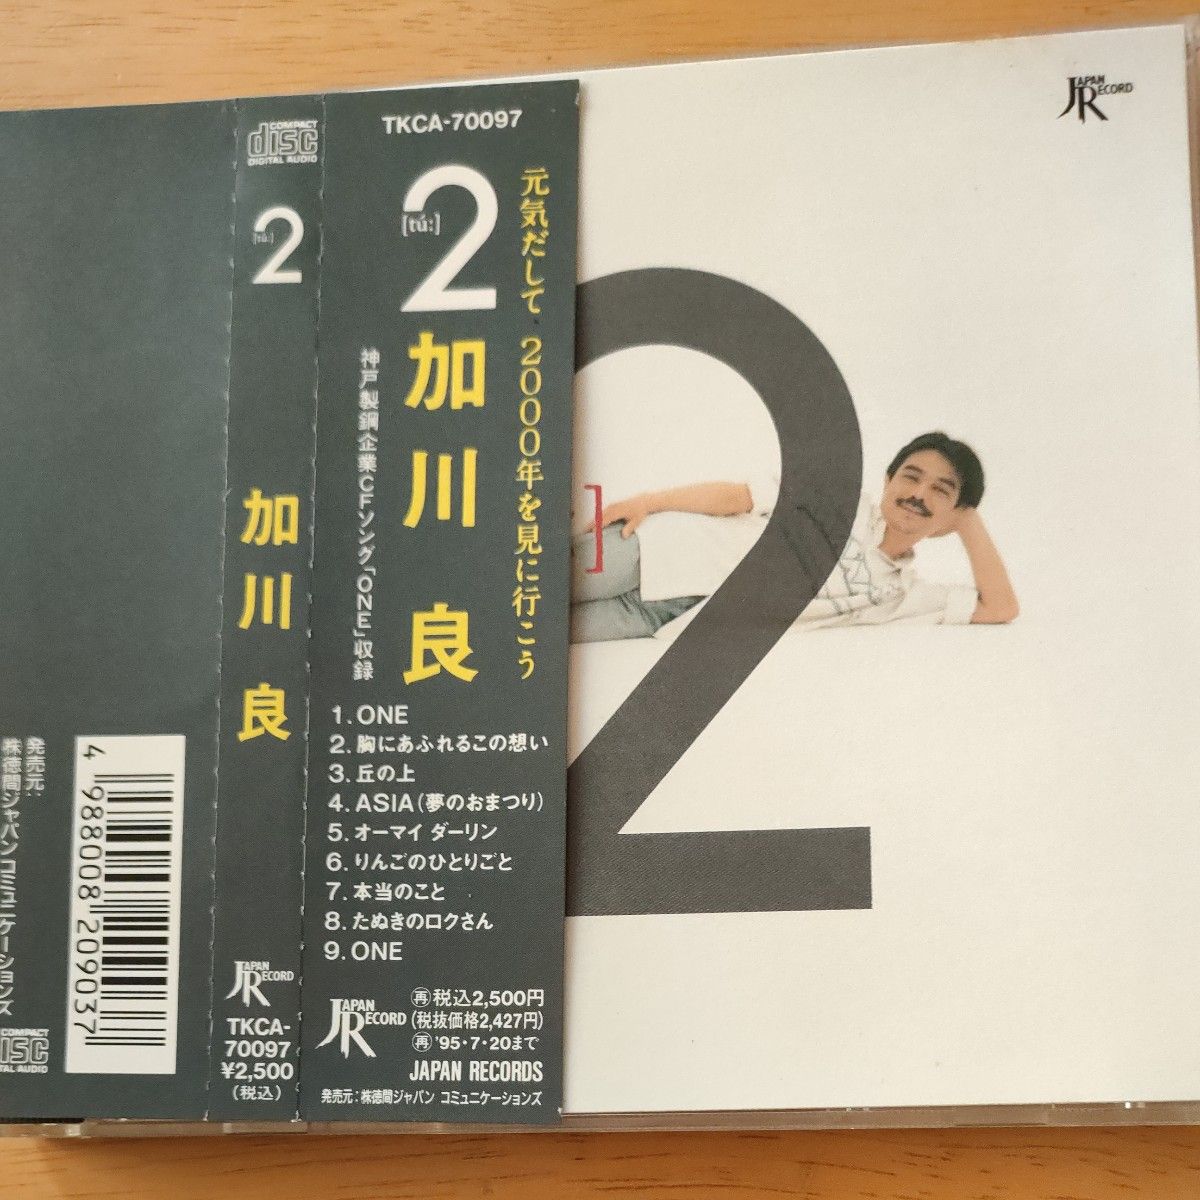 発売元:
株徳間ジャパンコミュニケーションズ
4 988008 209037
COMPACT
disc
DIGITAL AUDIO
COMPACT
disc
DIGITAL AUDIO
2
[tú:]
加川良
JAPAN RECORD
TKCA-
70097
¥2,500
(税込)
TKCA-70097
元気だして、2000年を見に行こう
2
[tú:]
加川良
神戸製鋼企業CFソング「ONE」収録
1. ONE
2. 胸にあふれるこの想い
3. 丘の上
4. ASIA(夢のおまつり)
5. オーマイ ダーリン
6. りんごのひとりごと
7. 本当のこと
8. たぬきのロクさん
9. ONE
JAPAN RECORD
再税込2,500円
(税抜価格2,427円)
再'95・7・20まで
JAPAN RECORDS
発売元:株徳間ジャパン コミュニケーションズ
JAPAN RECORD
2
]